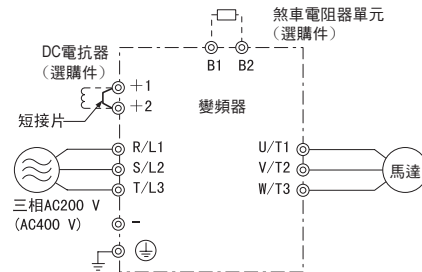 煞車電阻器單元
(選購件)
DC電抗器
(選購件)
B1 B2
+1
+2
變頻器
短接片
R/L1
S/L2
T/L3
U/T1
V/T2
W/T3
馬達
三相AC200 V
(AC400 V)
−